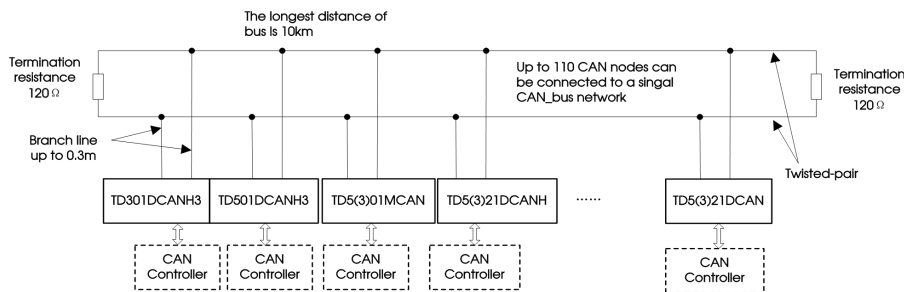 The longest distance of
bus is 10km
Termination
resistance
120Ω
Up to 110 CAN nodes can
be connected to a singal
CAN_bus network
Termination
resistance
120Ω
Branch line
up to 0.3m
Twisted-pair
TD301DCANH3
TD501DCANH3
TD5(3)01MCAN
TD5(3)21DCANH
......
TD5(3)21DCAN
CAN
Controller
CAN
Controller
CAN
Controller
CAN
Controller
CAN
Controller